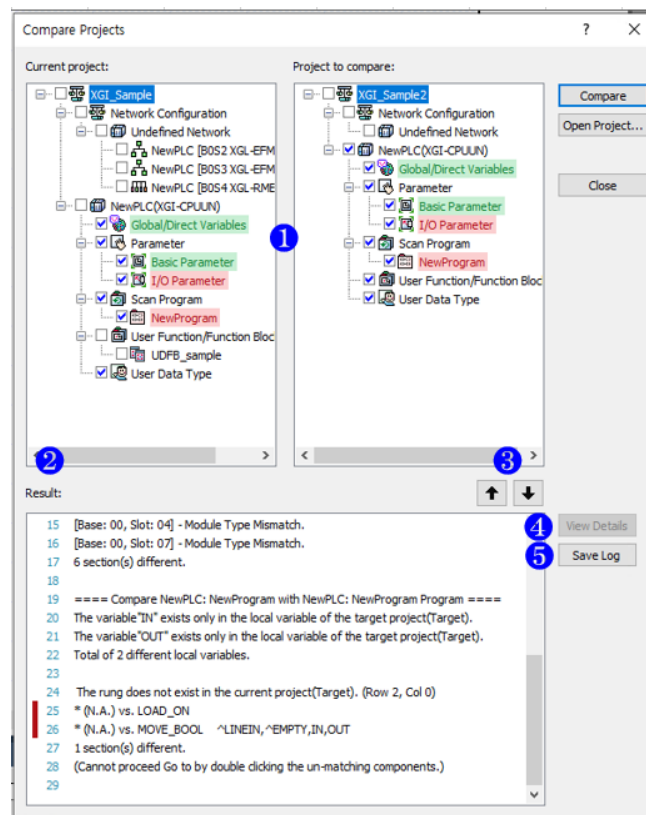 Compare Projects
?
Current project:
XGI_Sample
Network Configuration
Undefined Network
NewPLC [B0S2 XGL-EFM
NewPLC [B0S3 XGL-EFM
NewPLC [B0S4 XGL-RME
NewPLC(XGI-CPUUN)
Global/Direct Variables
Parameter
Basic Parameter
I/O Parameter
Scan Program
NewProgram
User Function/Function Bloc
UDFB_sample
User Data Type
Project to compare:
XGI_Sample2
Network Configuration
Undefined Network
NewPLC(XGI-CPUUN)
Global/Direct Variables
Parameter
Basic Parameter
I/O Parameter
Scan Program
NewProgram
User Function/Function Bloc
User Data Type
Compare
Open Project...
Close
1
2
3
Result:
15 [Base: 00, Slot: 04] - Module Type Mismatch.
16 [Base: 00, Slot: 07] - Module Type Mismatch.
17 6 section(s) different.
18
19 ==== Compare NewPLC: NewProgram with NewPLC: NewProgram Program ====
20 The variable"IN" exists only in the local variable of the target project(Target).
21 The variable"OUT" exists only in the local variable of the target project(Target).
22 Total of 2 different local variables.
23
24 The rung does not exist in the current project(Target). (Row 2, Col 0)
25 * (N.A.) vs. LOAD_ON
26 * (N.A.) vs. MOVE_BOOL ^LINEIN,^EMPTY,IN,OUT
27 1 section(s) different.
28 (Cannot proceed Go to by double clicking the un-matching components.)
29
4 View Details
5 Save Log